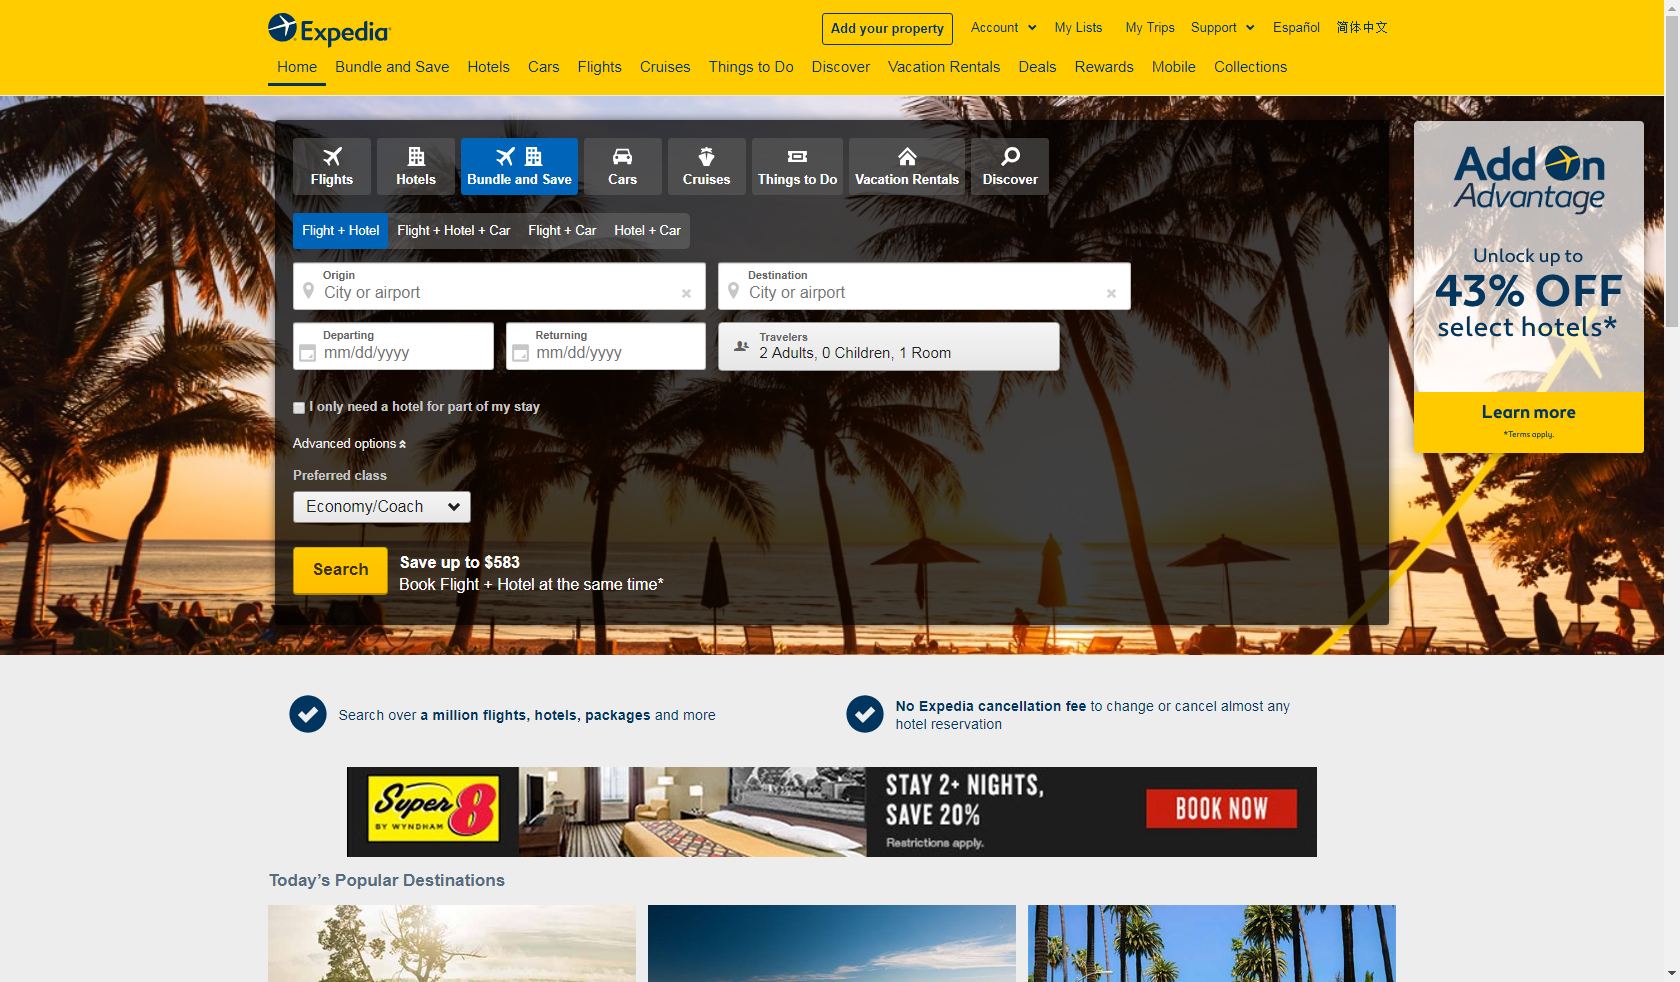 Expedia
Add your property
Account
My Lists
My Trips
Support
Español
简体中文
Home
Bundle and Save
Hotels
Cars
Flights
Cruises
Things to Do
Discover
Vacation Rentals
Deals
Rewards
Mobile
Collections
Flights
Hotels
Bundle and Save
Cars
Cruises
Things to Do
Vacation Rentals
Discover
Flight + Hotel
Flight + Hotel + Car
Flight + Car
Hotel + Car
Origin
City or airport
Destination
City or airport
Departing
mm/dd/yyyy
Returning
mm/dd/yyyy
Travelers
2 Adults, 0 Children, 1 Room
I only need a hotel for part of my stay
Advanced options
Preferred class
Economy/Coach
Search
Save up to $583
Book Flight + Hotel at the same time*
Add On
Advantage
Unlock up to
43% OFF
select hotels*
Learn more
*Terms apply.
Search over a million flights, hotels, packages and more
No Expedia cancellation fee to change or cancel almost any
hotel reservation
Super 8
BY WYNDHAM
STAY 2+ NIGHTS,
SAVE 20%
Restrictions apply.
BOOK NOW
Today’s Popular Destinations